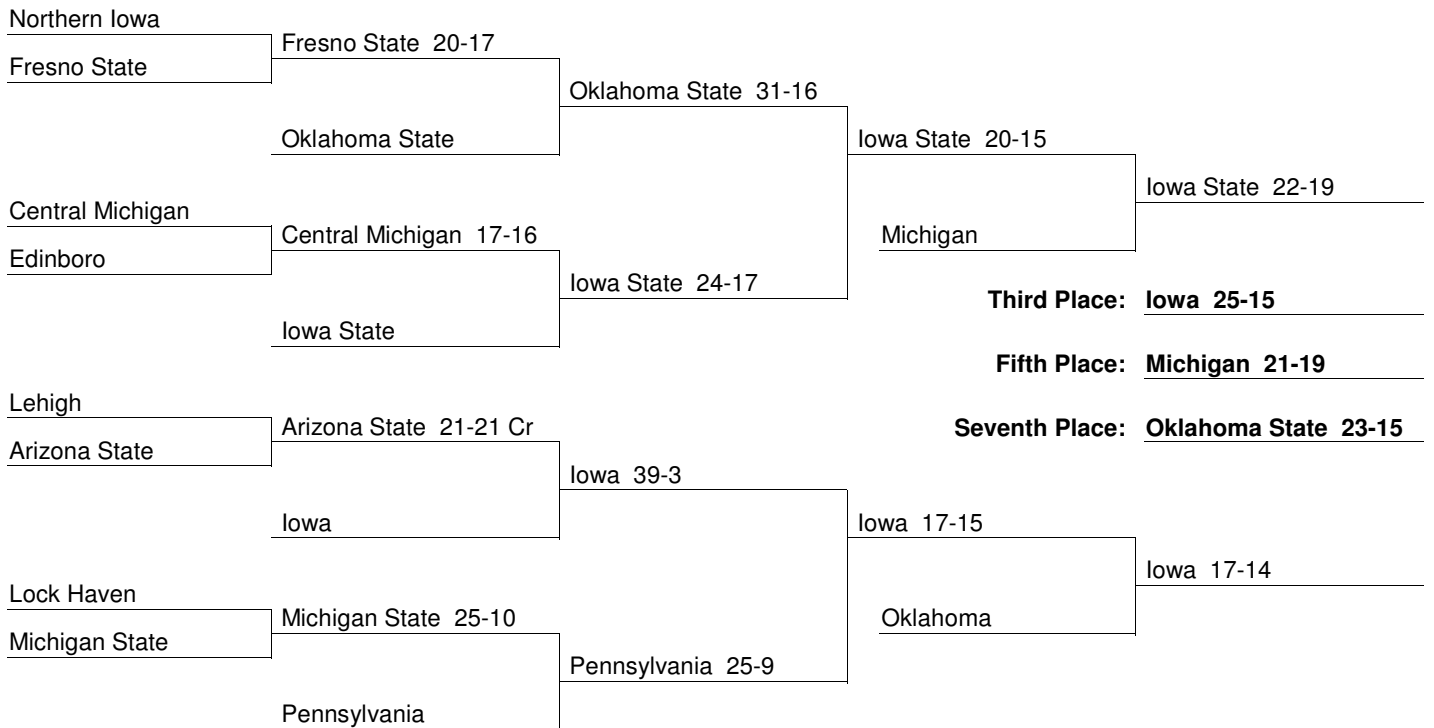 Northern Iowa
Fresno State 20-17
Fresno State
Oklahoma State 31-16
Oklahoma State
Iowa State 20-15
Iowa State 22-19
Central Michigan
Central Michigan 17-16
Michigan
Edinboro
Iowa State 24-17
Third Place: Iowa 25-15
Iowa State
Fifth Place: Michigan 21-19
Lehigh
Arizona State 21-21 Cr
Seventh Place: Oklahoma State 23-15
Arizona State
Iowa 39-3
Iowa
Iowa 17-15
Iowa 17-14
Lock Haven
Michigan State 25-10
Oklahoma
Michigan State
Pennsylvania 25-9
Pennsylvania